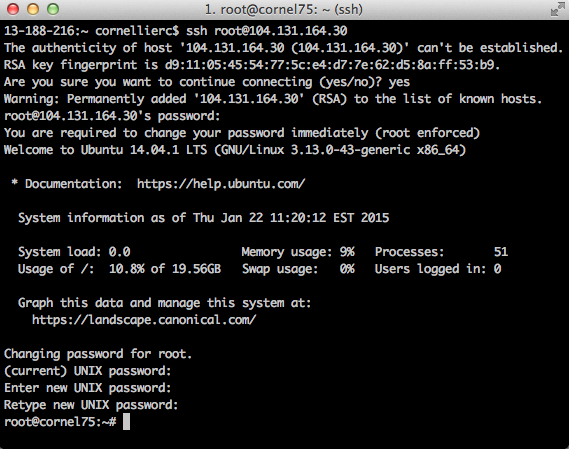 1. root@cornel75: ~ (ssh)
13-188-216:~ cornellierc$ ssh root@104.131.164.30
The authenticity of host '104.131.164.30 (104.131.164.30)' can't be established.
RSA key fingerprint is d9:11:05:45:54:77:5c:e4:d7:7e:62:d5:8a:ff:53:b9.
Are you sure you want to continue connecting (yes/no)? yes
Warning: Permanently added '104.131.164.30' (RSA) to the list of known hosts.
root@104.131.164.30's password:
You are required to change your password immediately (root enforced)
Welcome to Ubuntu 14.04.1 LTS (GNU/Linux 3.13.0-43-generic x86_64)
* Documentation:  https://help.ubuntu.com/
System information as of Thu Jan 22 11:20:12 EST 2015
System load: 0.0               Memory usage: 9%   Processes:       51
Usage of /:  10.8% of 19.56GB   Swap usage:   0%   Users logged in: 0
Graph this data and manage this system at:
https://landscape.canonical.com/
Changing password for root.
(current) UNIX password:
Enter new UNIX password:
Retype new UNIX password:
root@cornel75:~#